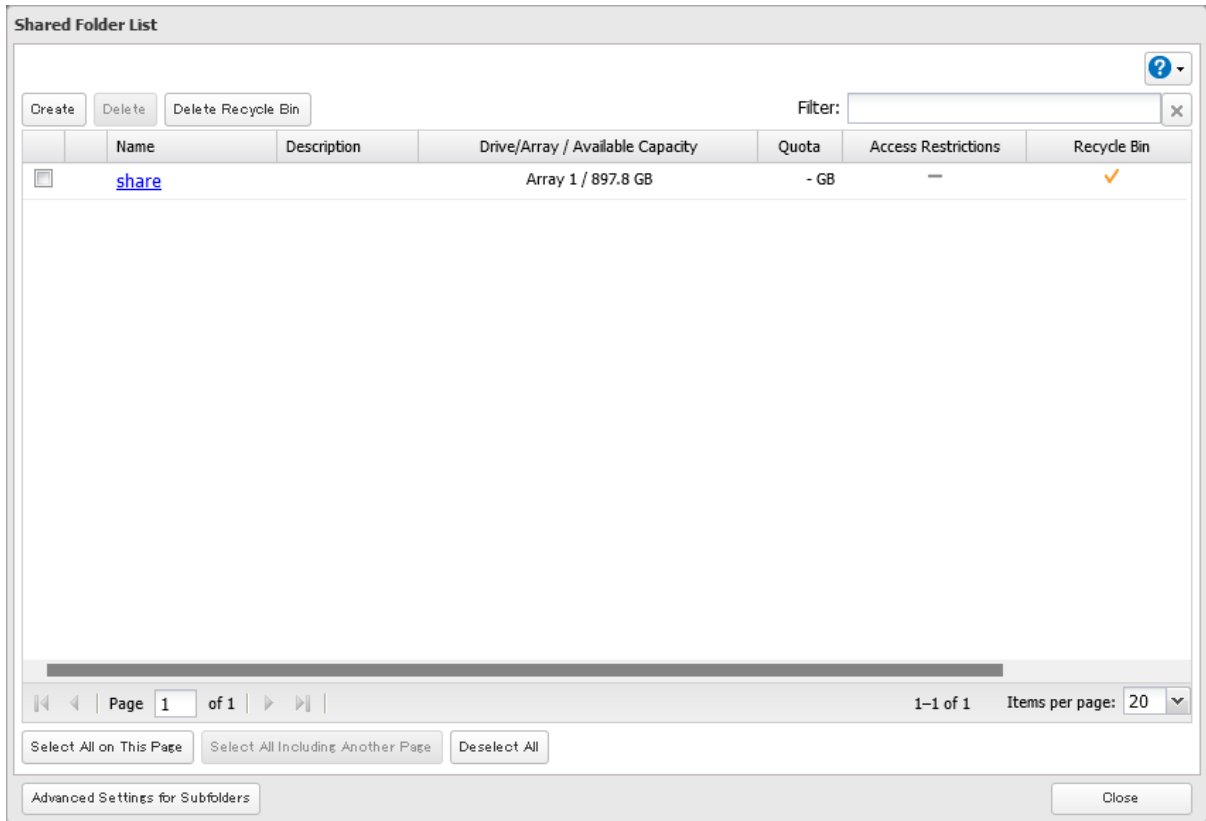 Shared Folder List
?
Create Delete Delete Recycle Bin Filter:
Name Description Drive/Array / Available Capacity Quota Access Restrictions Recycle Bin
share Array 1 / 897.8 GB - GB —
Page 1 of 1 1–1 of 1 Items per page: 20
Select All on This Page Select All Including Another Page Deselect All
Advanced Settings for Subfolders Close